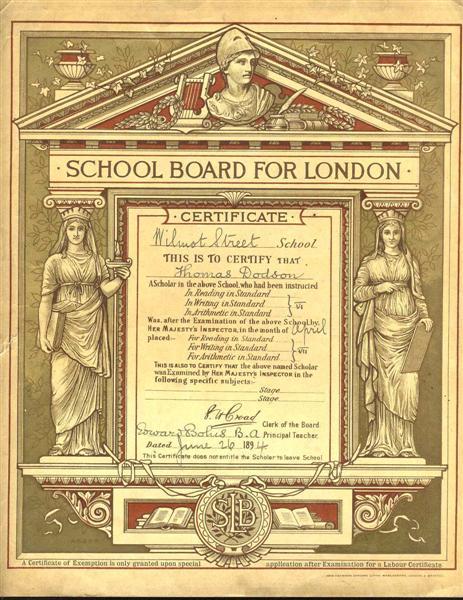 · SCHOOL BOARD FOR LONDON ·
· CERTIFICATE ·
Wilmot Street School.
THIS IS TO CERTIFY THAT
Thomas Dodson
A Scholar in the above School, who had been instructed
In Reading in Standard
In Writing in Standard } VI
In Arithmetic in Standard
Was, after the Examination of the above School by,
HER MAJESTY'S INSPECTOR, in the month of April
placed:- For Reading in Standard
For Writing in Standard } VII
For Arithmetic in Standard
THIS IS ALSO TO CERTIFY that the above named Scholar
was Examined by HER MAJESTY'S INSPECTOR in the
following specific subjects:-
Stage
Stage
Clerk of the Board
Edward B. A Principal Teacher.
Dated June 26 1894
This Certificate does not entitle the Scholar to leave School
SBL
A Certificate of Exemption is only granted upon special application after Examination for a Labour Certificate